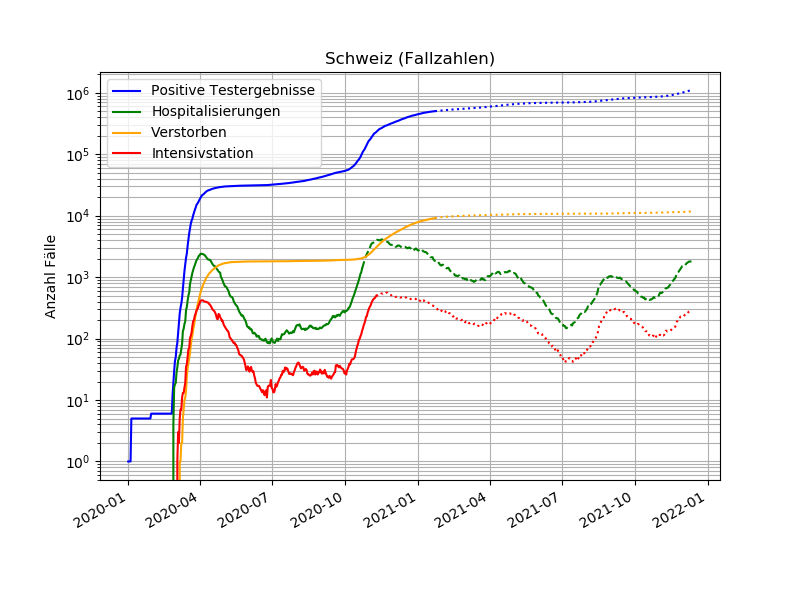 Schweiz (Fallzahlen)
Positive Testergebnisse
Hospitalisierungen
Verstorben
Intensivstation
Anzahl Fälle
10⁶
10⁵
10⁴
10³
10²
10¹
10⁰
2020-01
2020-04
2020-07
2020-10
2021-01
2021-04
2021-07
2021-10
2022-01